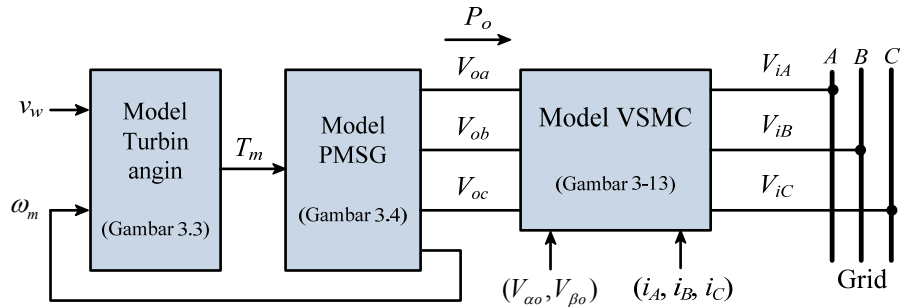 P_o
A B C
V_oa
V_iA
v_w
Model
Turbin
angin
T_m
Model
PMSG
V_ob
Model VSMC
V_iB
ω_m
(Gambar 3.3)
(Gambar 3.4)
V_oc
(Gambar 3-13)
V_iC
(V_αo, V_βo)
(i_A, i_B, i_C)
Grid